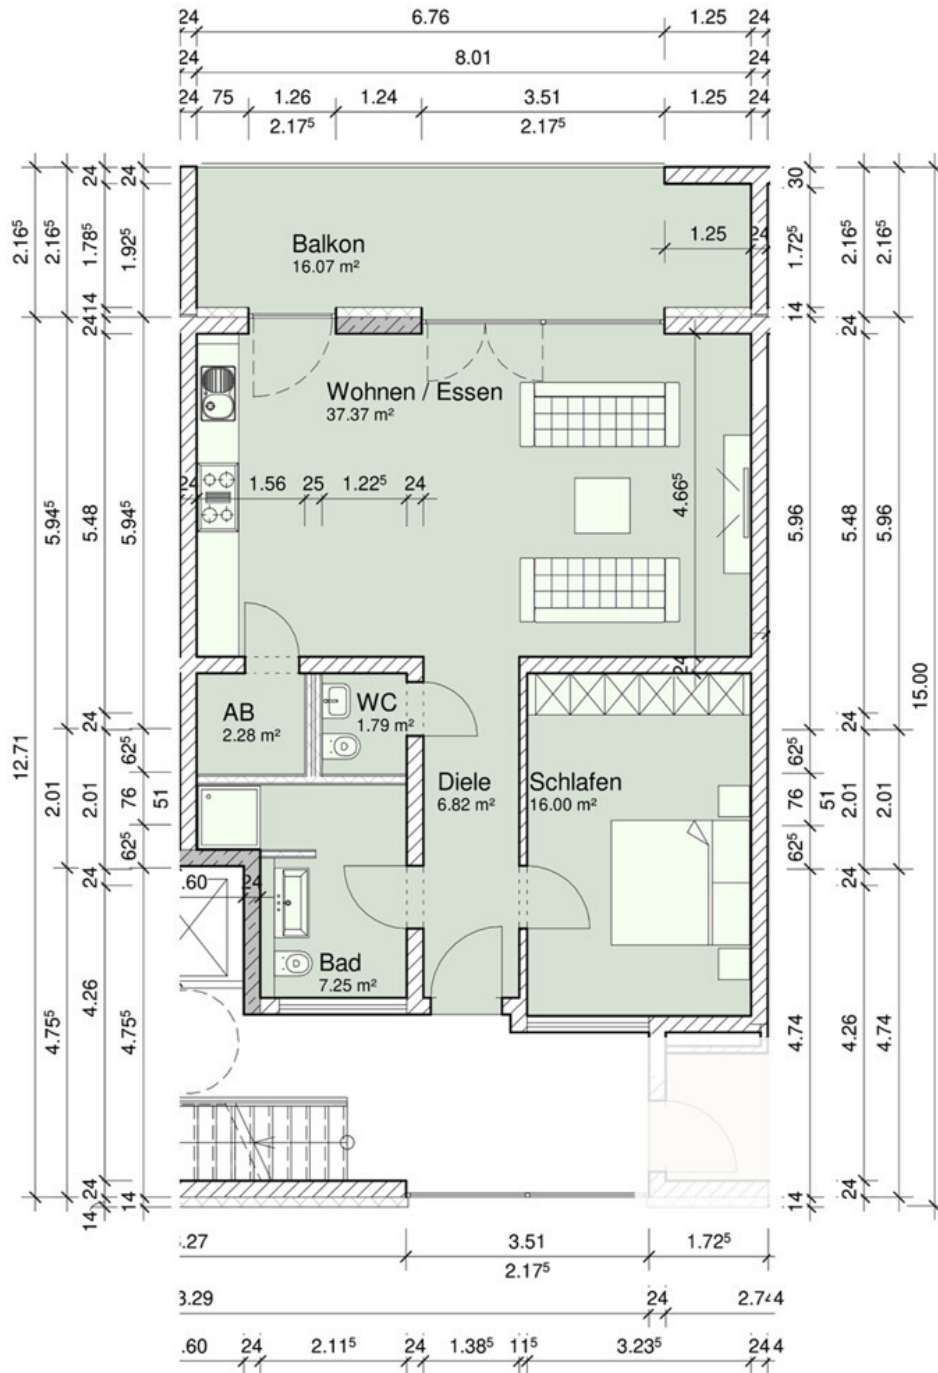 24 6.76 1.25 24
24 8.01 24
24 75 1.26 1.24 3.51 1.25 24
2.17⁵ 2.17⁵
2.16⁵ 2.16⁵ 24 1.78⁵ 14 24 24 1.92⁵
30 1.72⁵ 14 2.16⁵ 24 2.16⁵
1.25 24
Balkon
16.07 m²
Wohnen / Essen
37.37 m²
24 1.56 25 1.22⁵ 24
4.66⁵
24
5.94⁵ 5.48 5.94⁵
5.96 5.48 5.96
AB
2.28 m²
WC
1.79 m²
Diele
6.82 m²
Schlafen
16.00 m²
12.71 15.00
24 62⁵
2.01 2.01 76 51
24 62⁵
62⁵ 24
76 51 2.01 2.01
62⁵ 24
.60 24
Bad
7.25 m²
4.75⁵ 4.26 4.75⁵
4.74 4.26 4.74
14 24 14
14 24
.27 3.51 1.72⁵
2.17⁵
3.29 24 2.74 4
.60 24 2.11⁵ 24 1.38⁵ 11⁵ 3.23⁵ 24 4